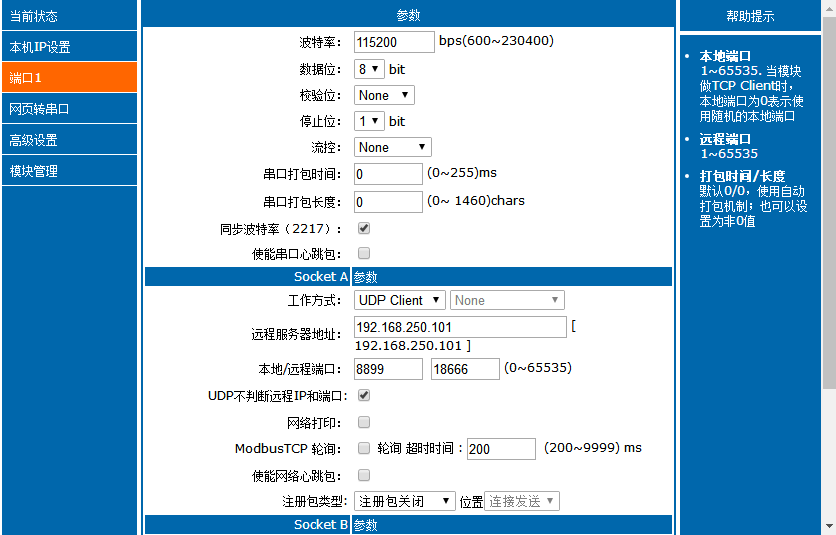 当前状态
本机IP设置
端口1
网页转串口
高级设置
模块管理
参数
波特率： 115200 bps(600~230400)
数据位： 8 bit
校验位： None
停止位： 1 bit
流控： None
串口打包时间： 0 (0~255)ms
串口打包长度： 0 (0~ 1460)chars
同步波特率（2217）：
使能串口心跳包：
Socket A 参数
工作方式： UDP Client None
远程服务器地址： 192.168.250.101 [
192.168.250.101 ]
本地/远程端口： 8899 18666 (0~65535)
UDP不判断远程IP和端口：
网络打印：
ModbusTCP 轮询： 轮询 超时时间：200 (200~9999) ms
使能网络心跳包：
注册包类型： 注册包关闭 位置 连接发送
Socket B 参数
帮助提示
• 本地端口
1~65535. 当模块
做TCP Client时，
本地端口为0表示使
用随机的本地端口
• 远程端口
1~65535
• 打包时间/长度
默认0/0，使用自动
打包机制；也可以设
置为非0值